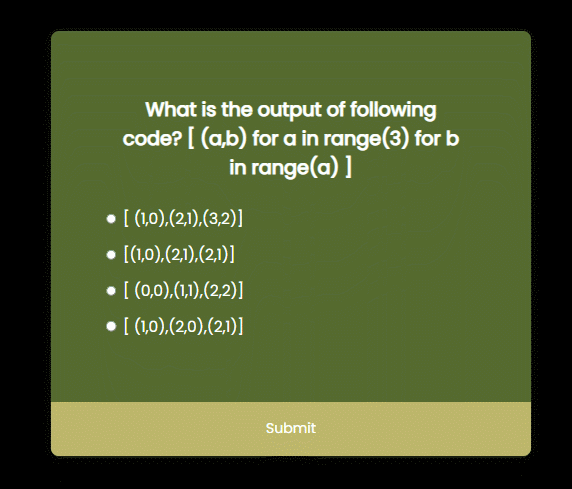 What is the output of following
code? [ (a,b) for a in range(3) for b
in range(a) ]
[ (1,0),(2,1),(3,2)]
[(1,0),(2,1),(2,1)]
[ (0,0),(1,1),(2,2)]
[ (1,0),(2,0),(2,1)]
Submit